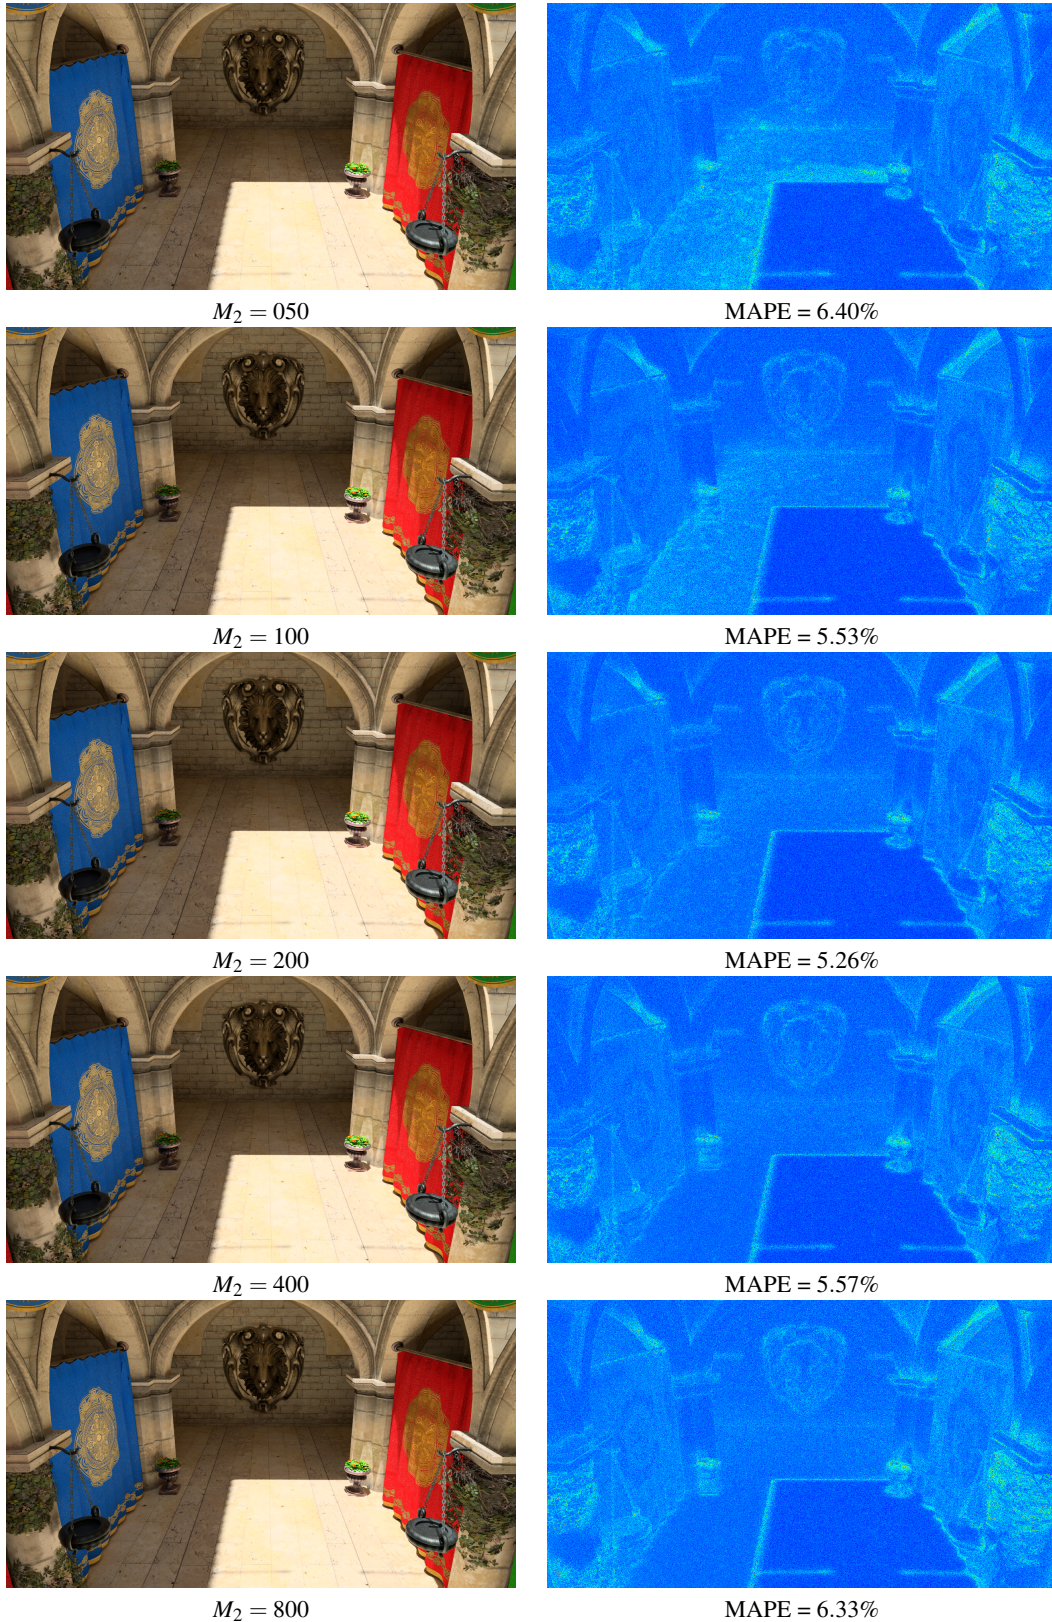 M₂ = 050
MAPE = 6.40%
M₂ = 100
MAPE = 5.53%
M₂ = 200
MAPE = 5.26%
M₂ = 400
MAPE = 5.57%
M₂ = 800
MAPE = 6.33%